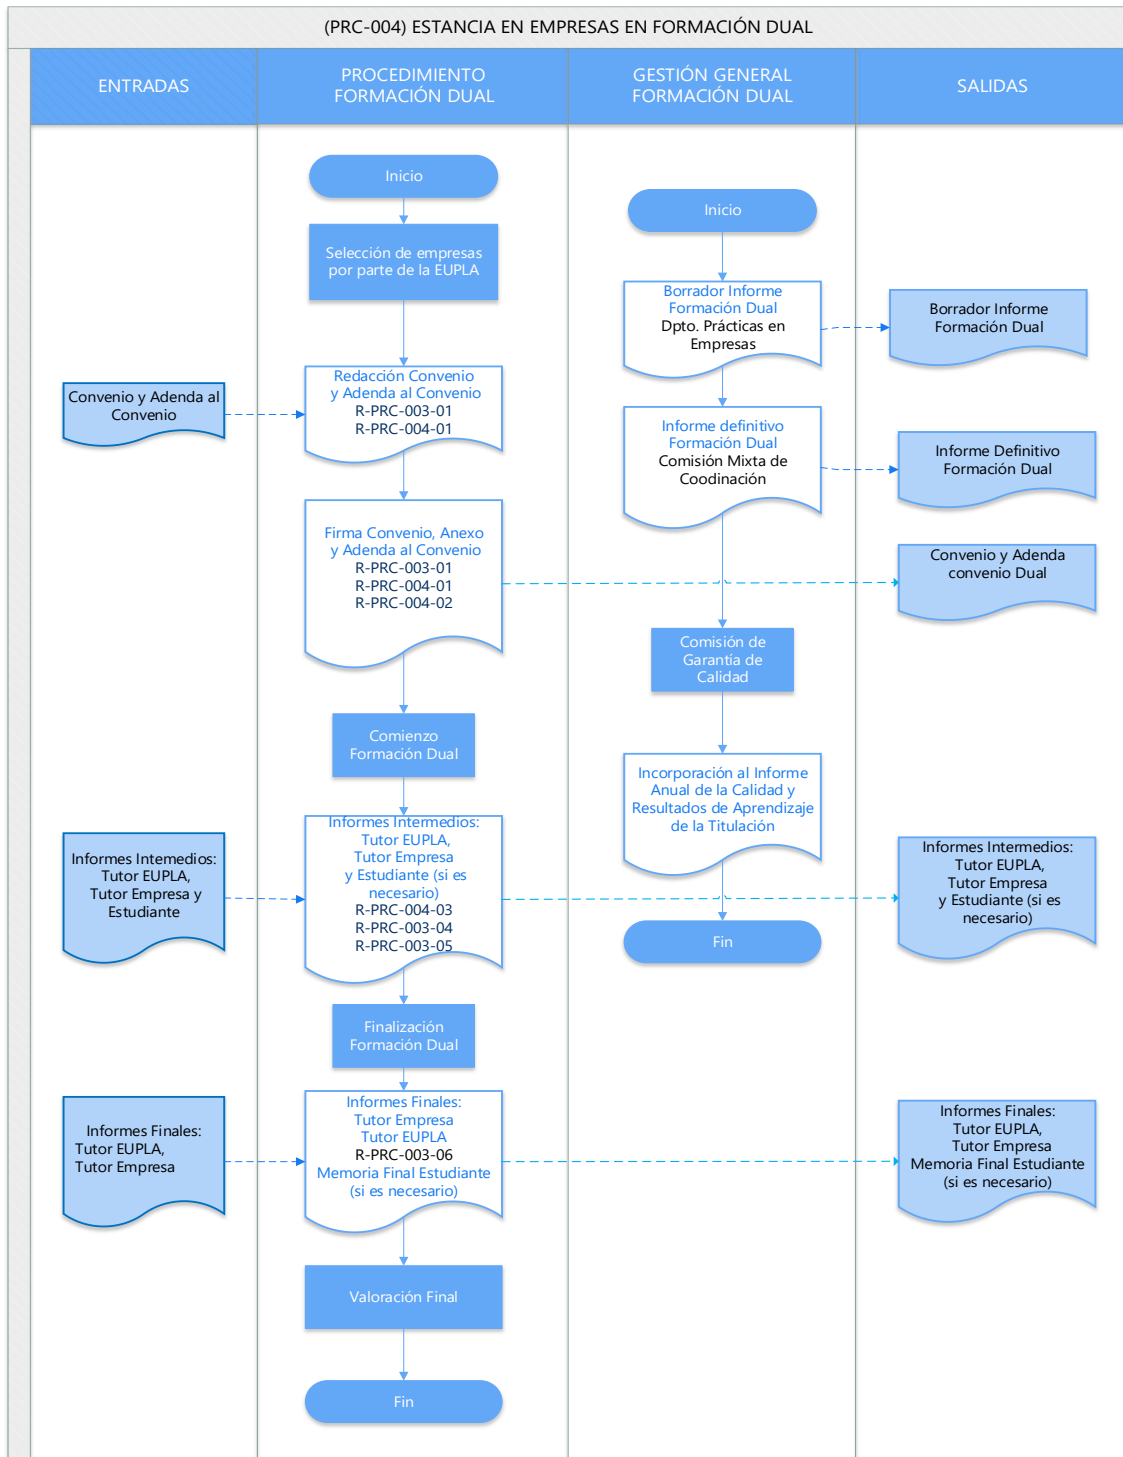 (PRC-004) ESTANCIA EN EMPRESAS EN FORMACIÓN DUAL
ENTRADAS
PROCEDIMIENTO
FORMACIÓN DUAL
GESTIÓN GENERAL
FORMACIÓN DUAL
SALIDAS
Convenio y Adenda al
Convenio
Informes Intemedios:
Tutor EUPLA,
Tutor Empresa y
Estudiante
Informes Finales:
Tutor EUPLA,
Tutor Empresa
Inicio
Selección de empresas
por parte de la EUPLA
Redacción Convenio
y Adenda al Convenio
R-PRC-003-01
R-PRC-004-01
Firma Convenio, Anexo
y Adenda al Convenio
R-PRC-003-01
R-PRC-004-01
R-PRC-004-02
Comienzo
Formación Dual
Informes Intermedios:
Tutor EUPLA,
Tutor Empresa
y Estudiante (si es
necesario)
R-PRC-004-03
R-PRC-003-04
R-PRC-003-05
Finalización
Formación Dual
Informes Finales:
Tutor Empresa
Tutor EUPLA
R-PRC-003-06
Memoria Final Estudiante
(si es necesario)
Valoración Final
Fin
Inicio
Borrador Informe
Formación Dual
Dpto. Prácticas en
Empresas
Informe definitivo
Formación Dual
Comisión Mixta de
Coodinación
Comisión de
Garantía de
Calidad
Incorporación al Informe
Anual de la Calidad y
Resultados de Aprendizaje
de la Titulación
Fin
Borrador Informe
Formación Dual
Informe Definitivo
Formación Dual
Convenio y Adenda
convenio Dual
Informes Intermedios:
Tutor EUPLA,
Tutor Empresa
y Estudiante (si es
necesario)
Informes Finales:
Tutor EUPLA,
Tutor Empresa
Memoria Final Estudiante
(si es necesario)